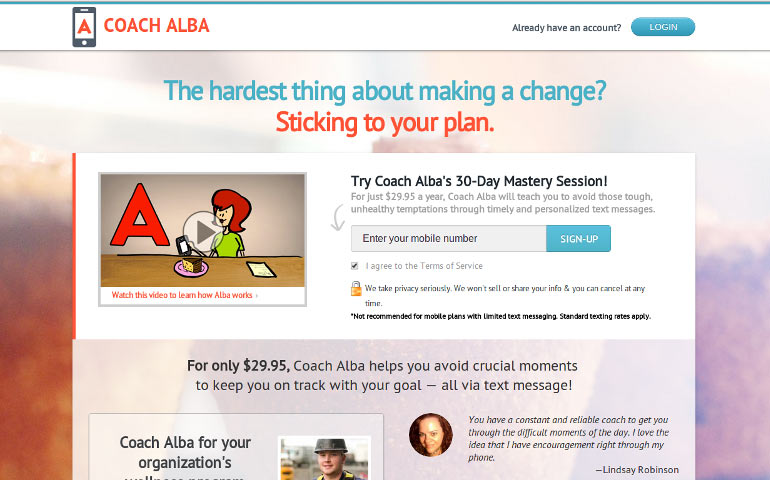 A COACH ALBA
Already have an account? LOGIN
The hardest thing about making a change?
Sticking to your plan.
A
Watch this video to learn how Alba works ›
Try Coach Alba's 30-Day Mastery Session!
For just $29.95 a year, Coach Alba will teach you to avoid those tough,
unhealthy temptations through timely and personalized text messages.
Enter your mobile number SIGN-UP
I agree to the Terms of Service
We take privacy seriously. We won't sell or share your info & you can cancel at any
time.
*Not recommended for mobile plans with limited text messaging. Standard texting rates apply.
For only $29.95, Coach Alba helps you avoid crucial moments
to keep you on track with your goal — all via text message!
Coach Alba for your
organization's
wellness program
You have a constant and reliable coach to get you
through the difficult moments of the day. I love the
idea that I have encouragement right through my
phone.
—Lindsay Robinson